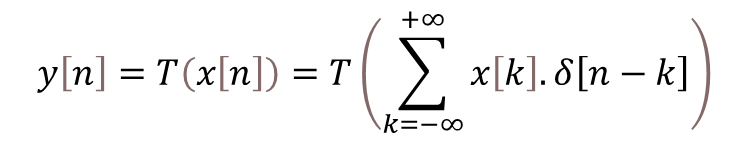 y[n] = T(x[n]) = T( ∑_{k=−∞}^{+∞} x[k]. δ[n − k] )